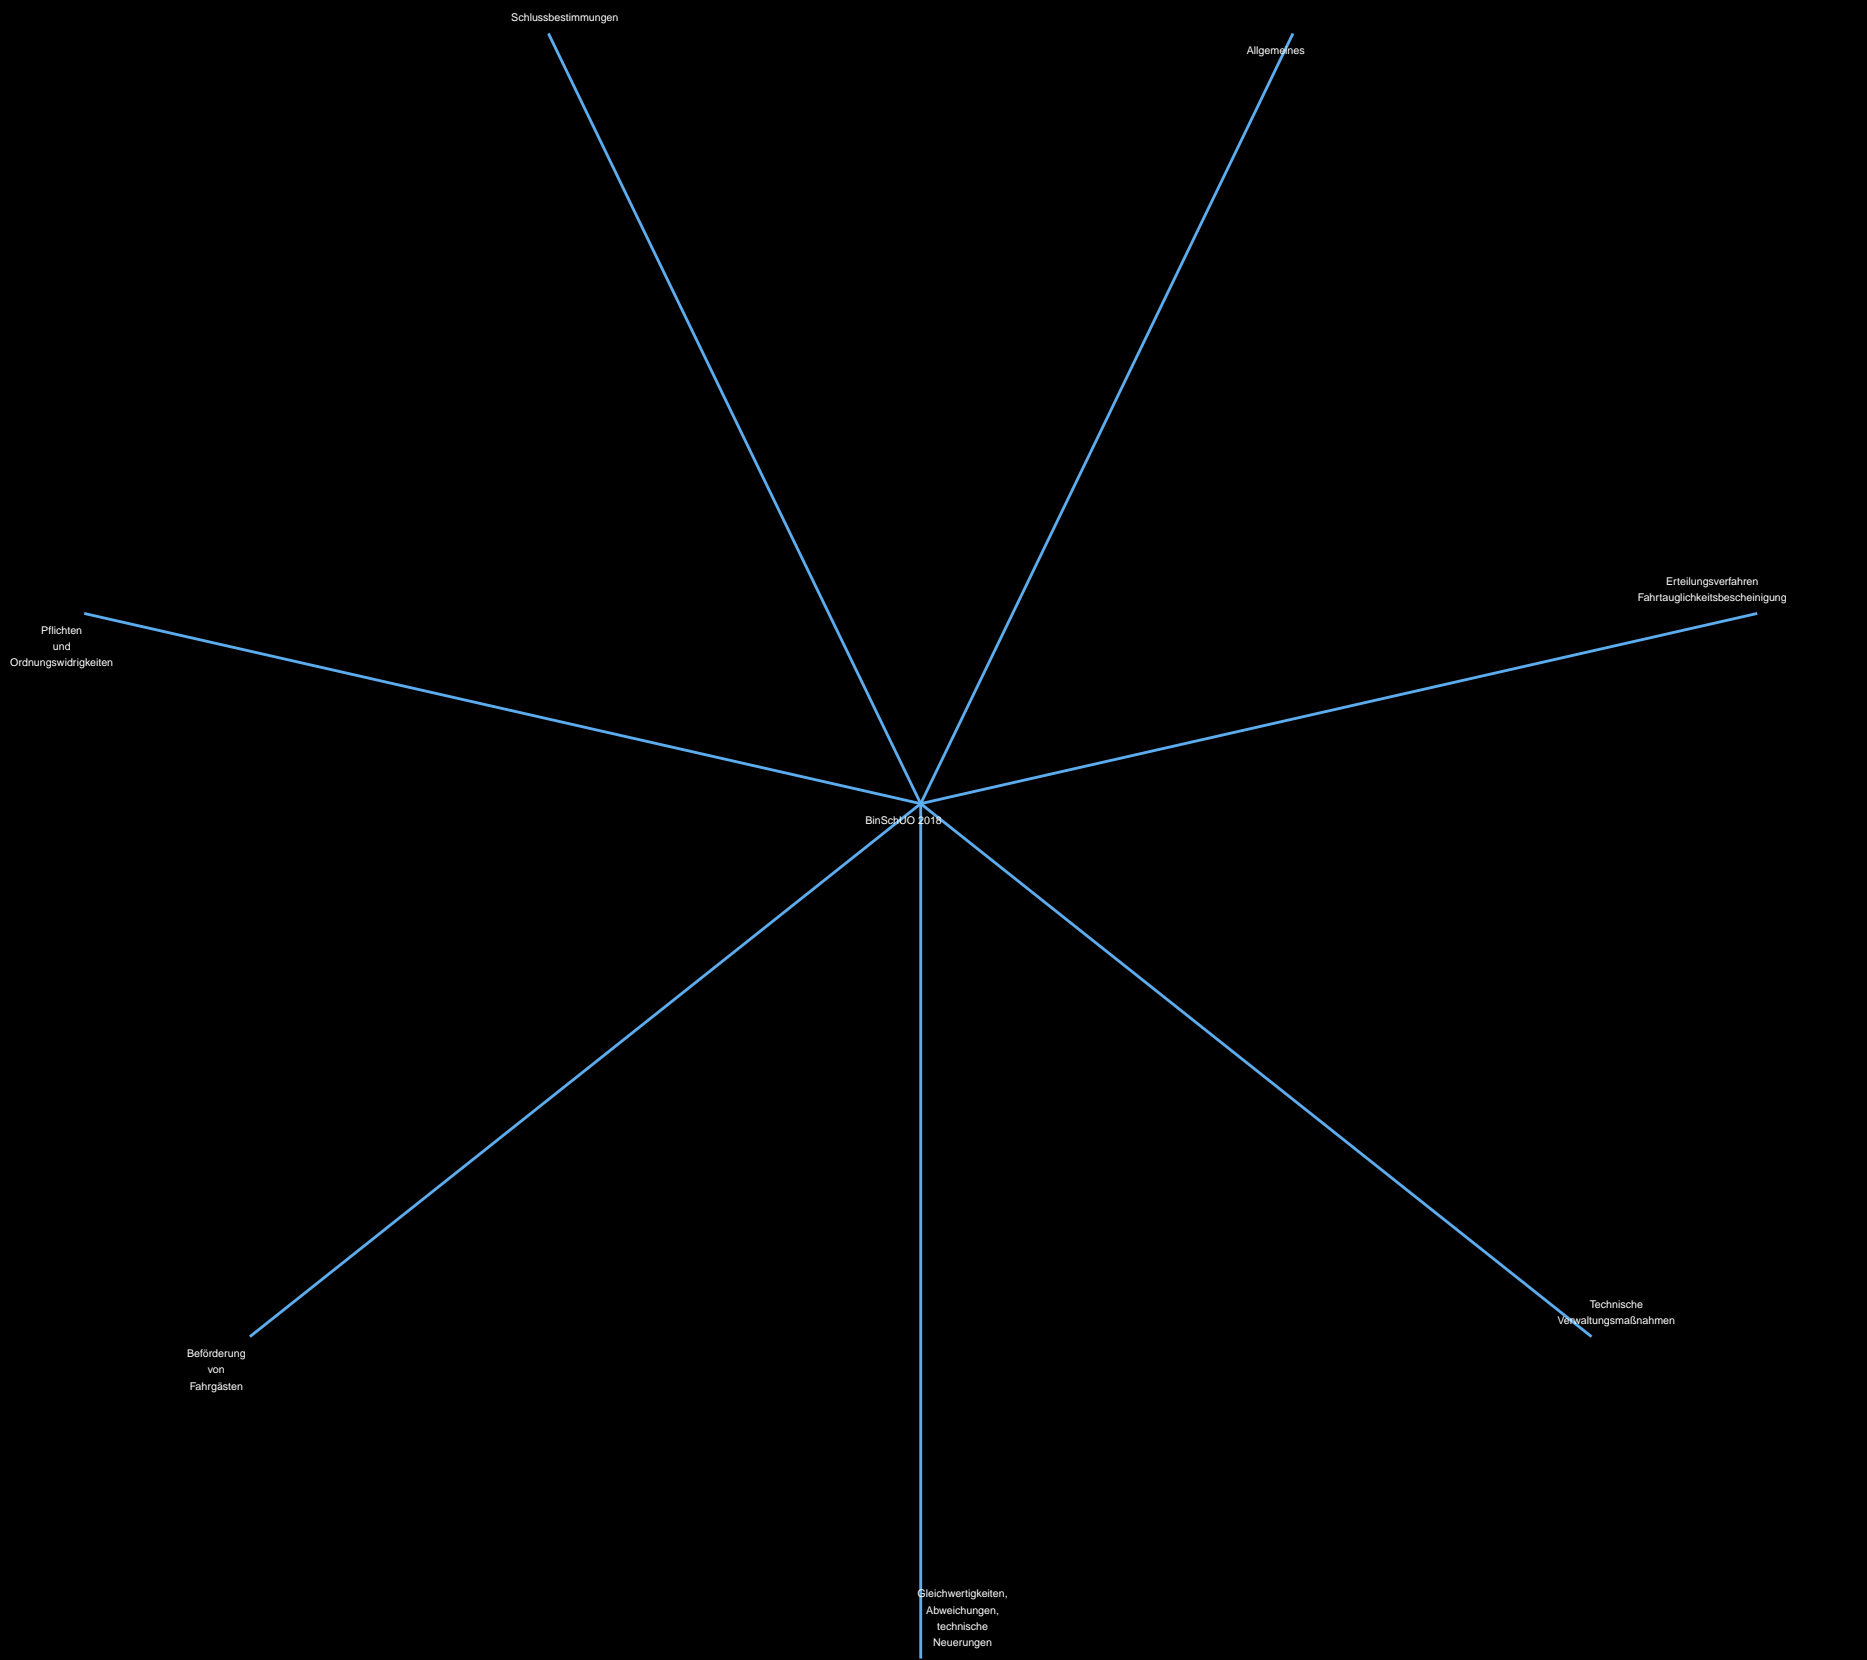 Schlussbestimmungen
Allgemeines
Erteilungsverfahren
Fahrtauglichkeitsbescheinigung
Pflichten
und
Ordnungswidrigkeiten
BinSchUO 2018
Technische
Verwaltungsmaßnahmen
Beförderung
von
Fahrgästen
Gleichwertigkeiten,
Abweichungen,
technische
Neuerungen